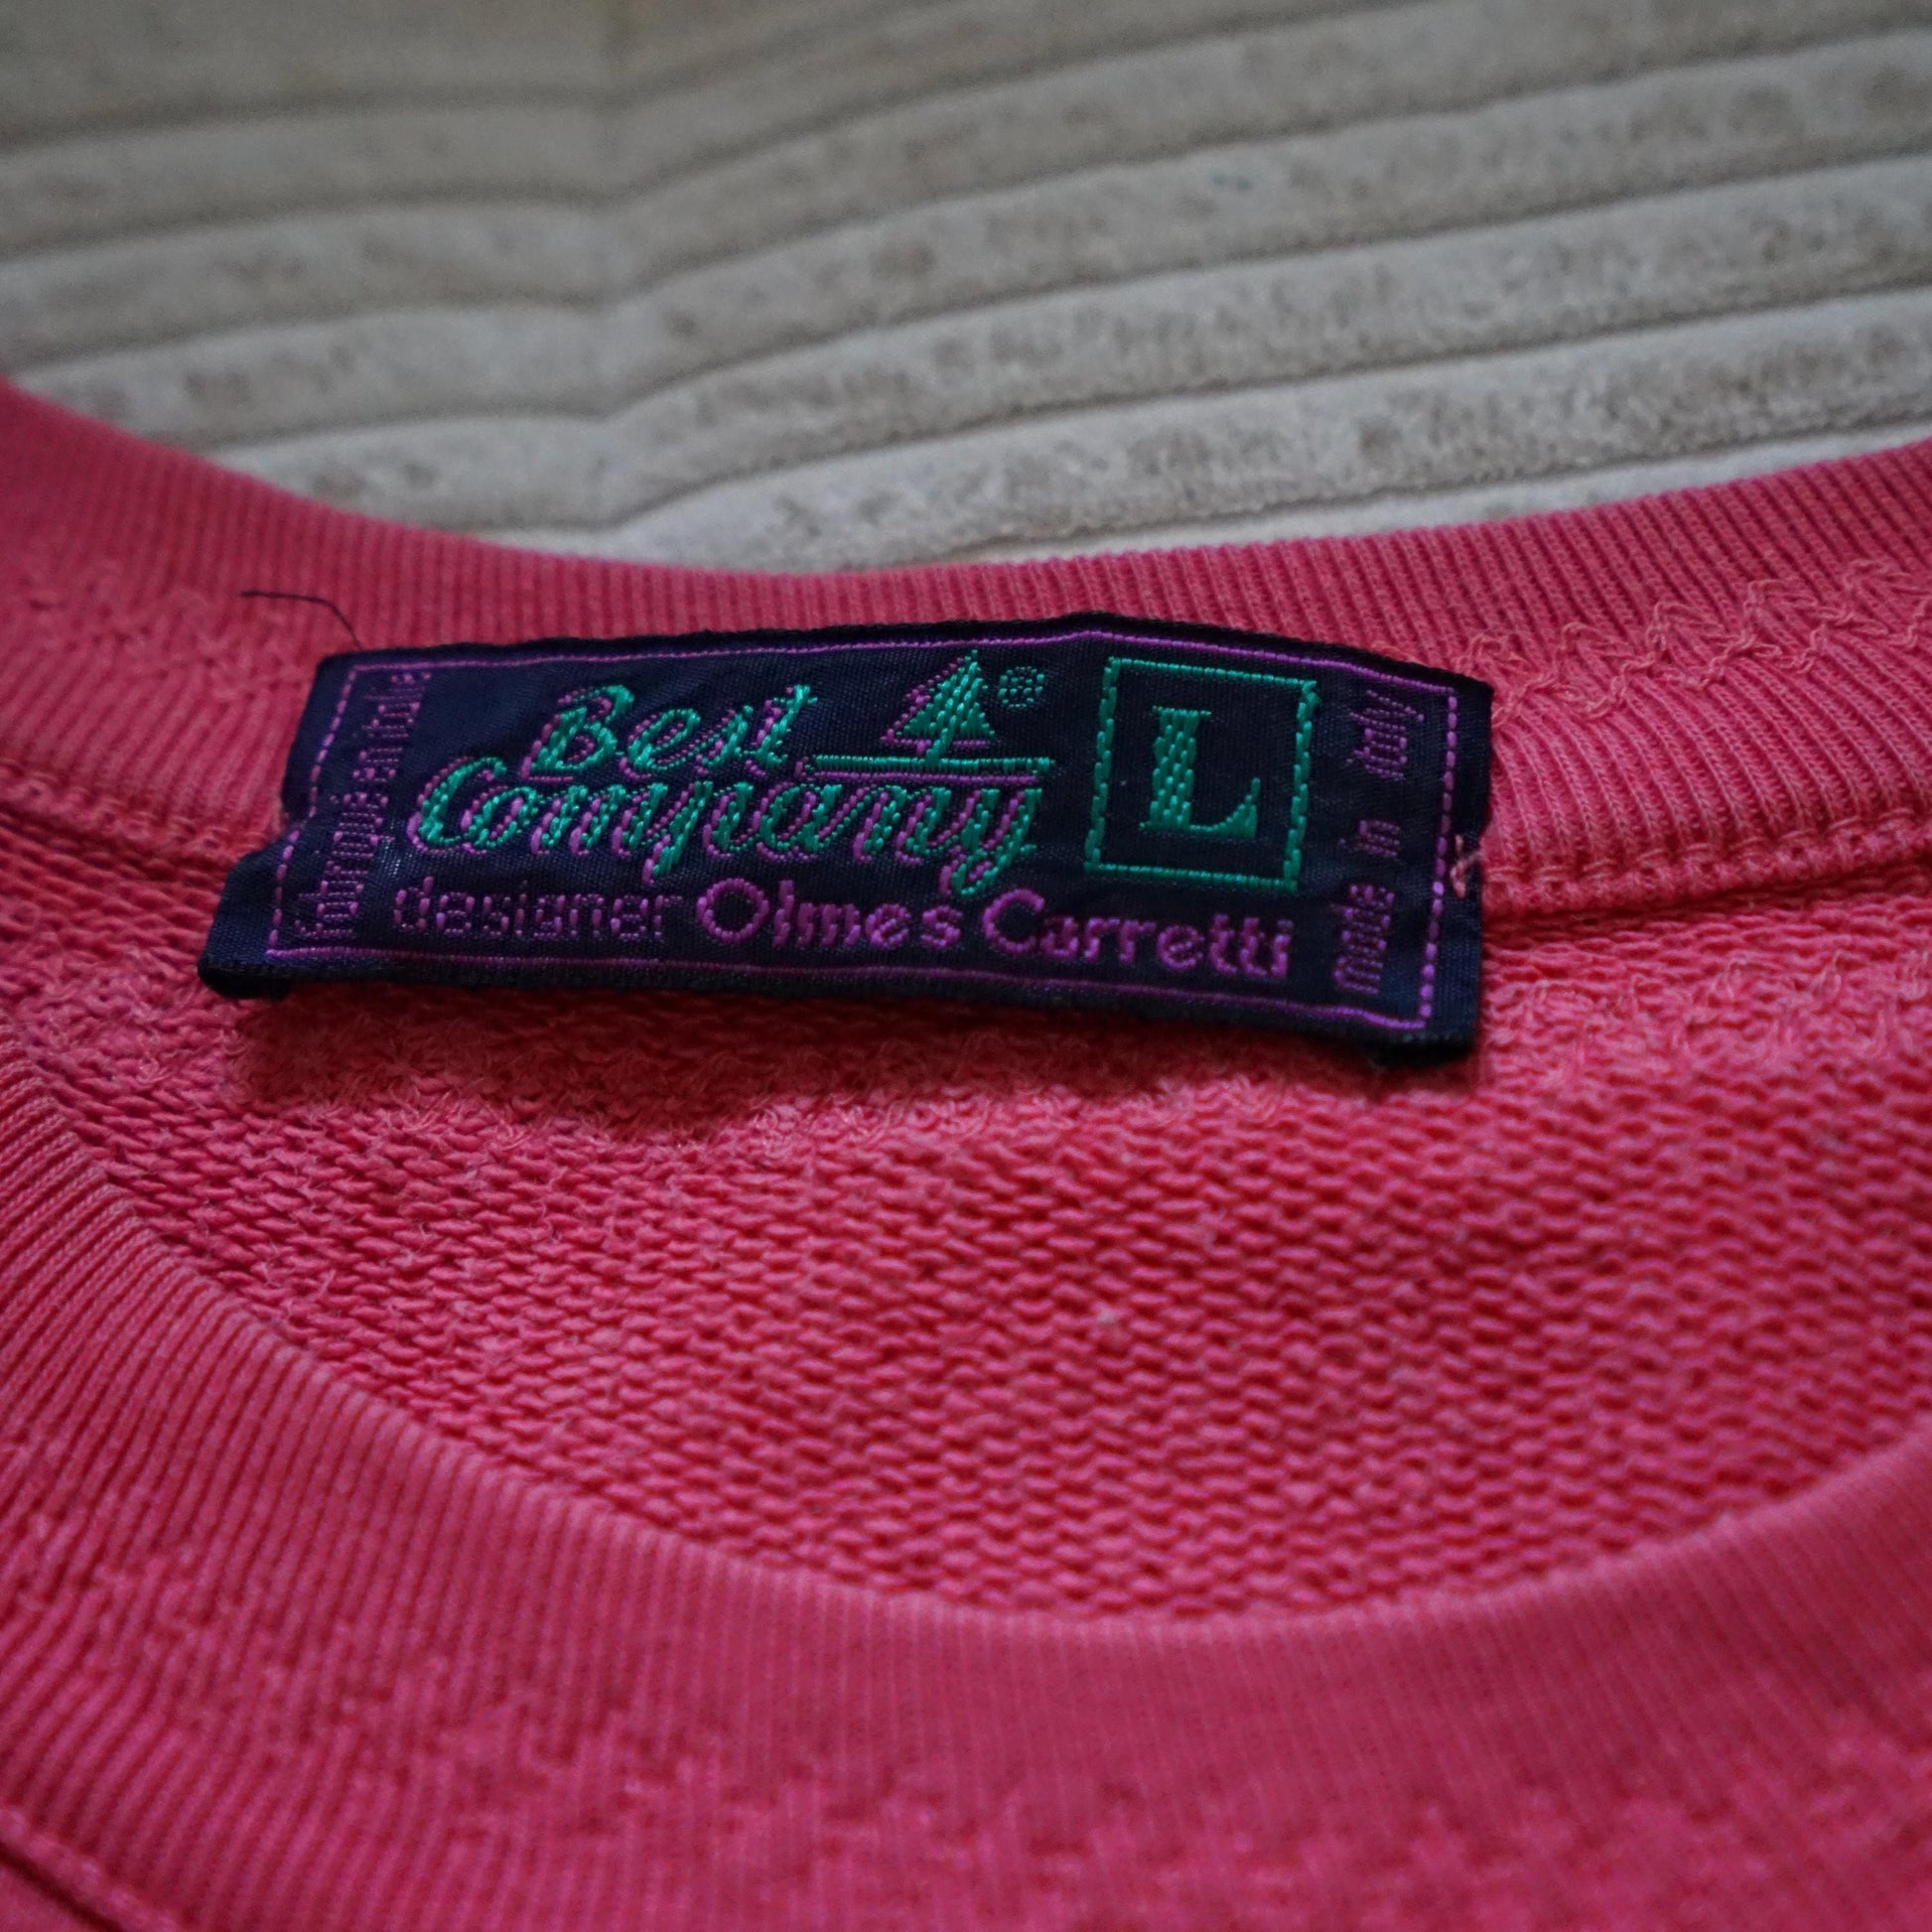 fabriqué en italie
Best
Company ®
L
designer Olmes Carretti
made in italy